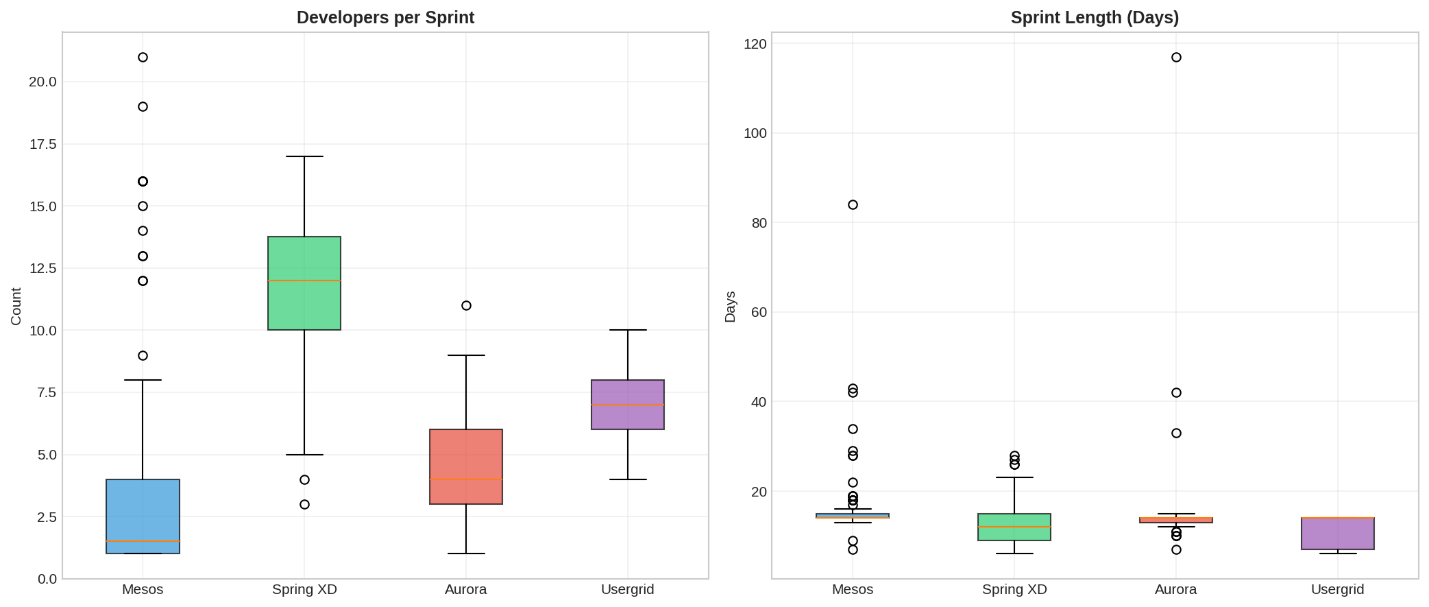 Developers per Sprint
Count
20.0
17.5
15.0
12.5
10.0
7.5
5.0
2.5
0.0
Mesos
Spring XD
Aurora
Usergrid
Sprint Length (Days)
Days
120
100
80
60
40
20
Mesos
Spring XD
Aurora
Usergrid